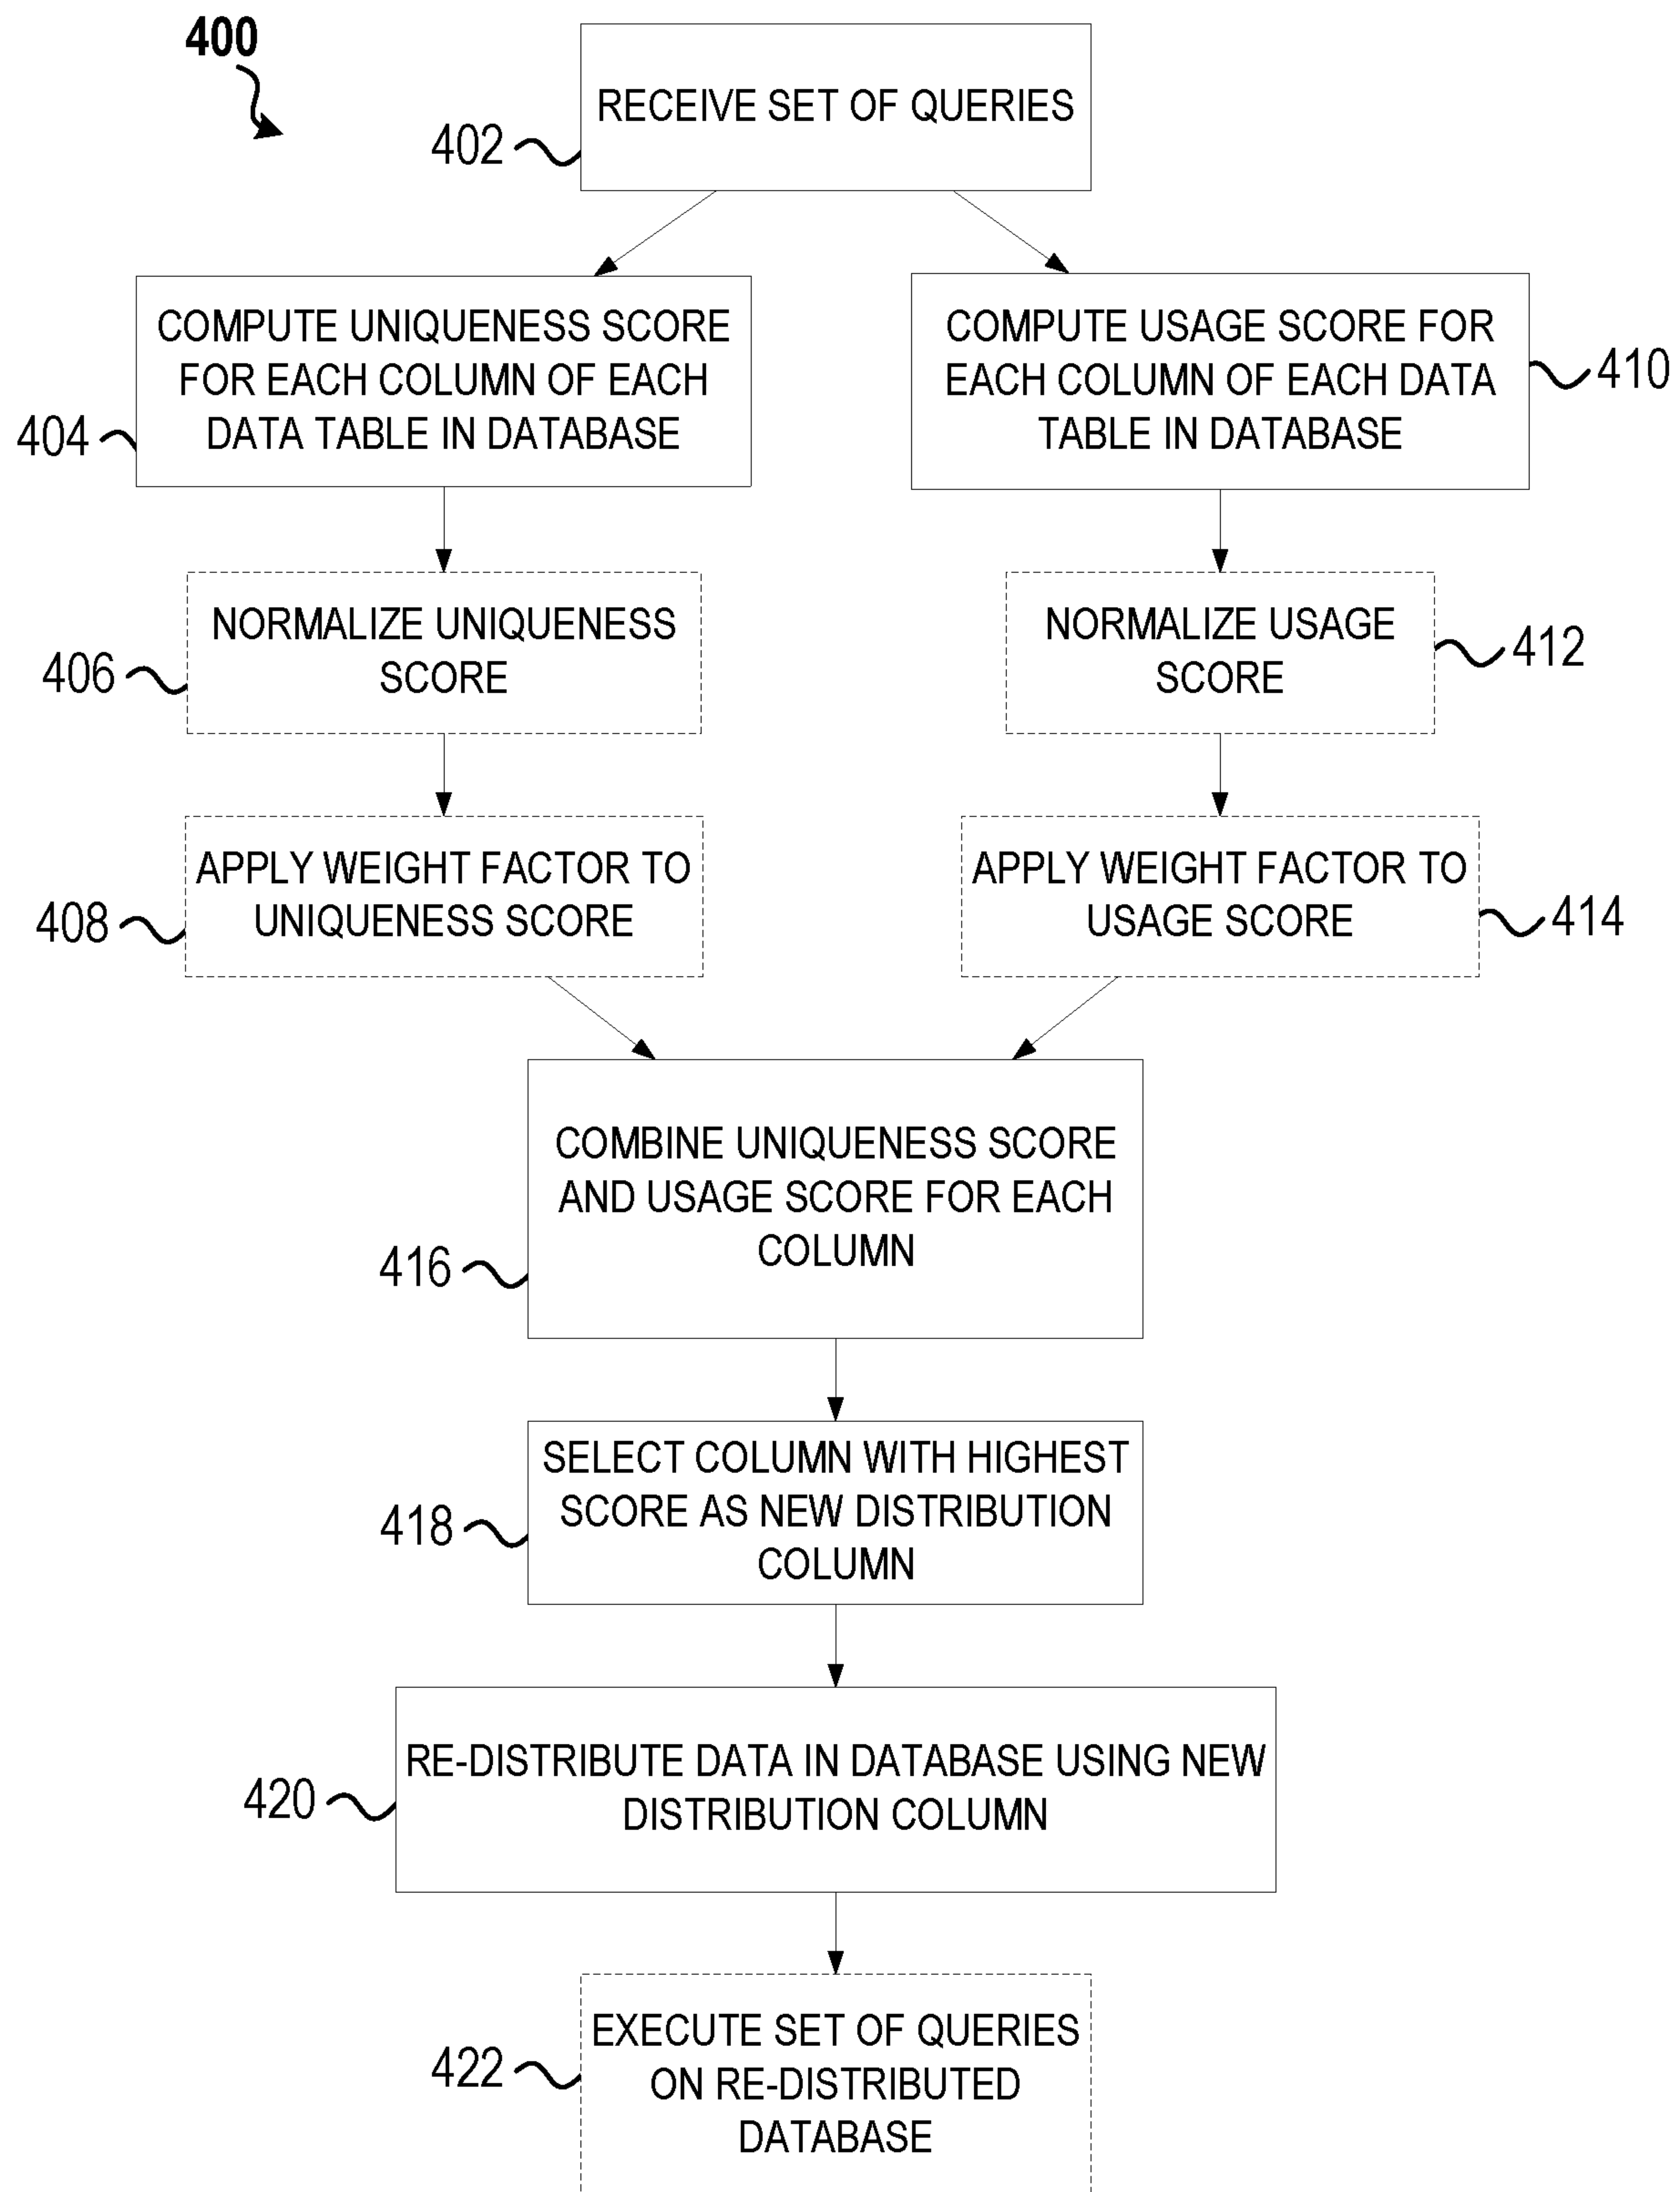 400
RECEIVE SET OF QUERIES
402
COMPUTE UNIQUENESS SCORE
FOR EACH COLUMN OF EACH
DATA TABLE IN DATABASE
404
COMPUTE USAGE SCORE FOR
EACH COLUMN OF EACH DATA
TABLE IN DATABASE
410
NORMALIZE UNIQUENESS
SCORE
406
NORMALIZE USAGE
SCORE
412
APPLY WEIGHT FACTOR TO
UNIQUENESS SCORE
408
APPLY WEIGHT FACTOR TO
USAGE SCORE
414
COMBINE UNIQUENESS SCORE
AND USAGE SCORE FOR EACH
COLUMN
416
SELECT COLUMN WITH HIGHEST
SCORE AS NEW DISTRIBUTION
COLUMN
418
RE-DISTRIBUTE DATA IN DATABASE USING NEW
DISTRIBUTION COLUMN
420
EXECUTE SET OF QUERIES
ON RE-DISTRIBUTED
DATABASE
422